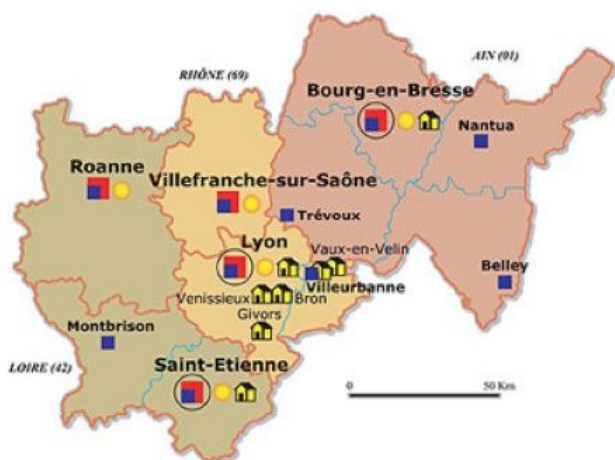 AIN (01)
RHÔNE (69)
Bourg-en-Bresse
Nantua
Roanne
Villefranche-sur-Saône
Trévoux
Lyon
Vaux-en-Velin
Belley
Villeurbanne
Venissieux
Bron
Givors
Montbrison
LOIRE (42)
Saint-Etienne
0
50 Km